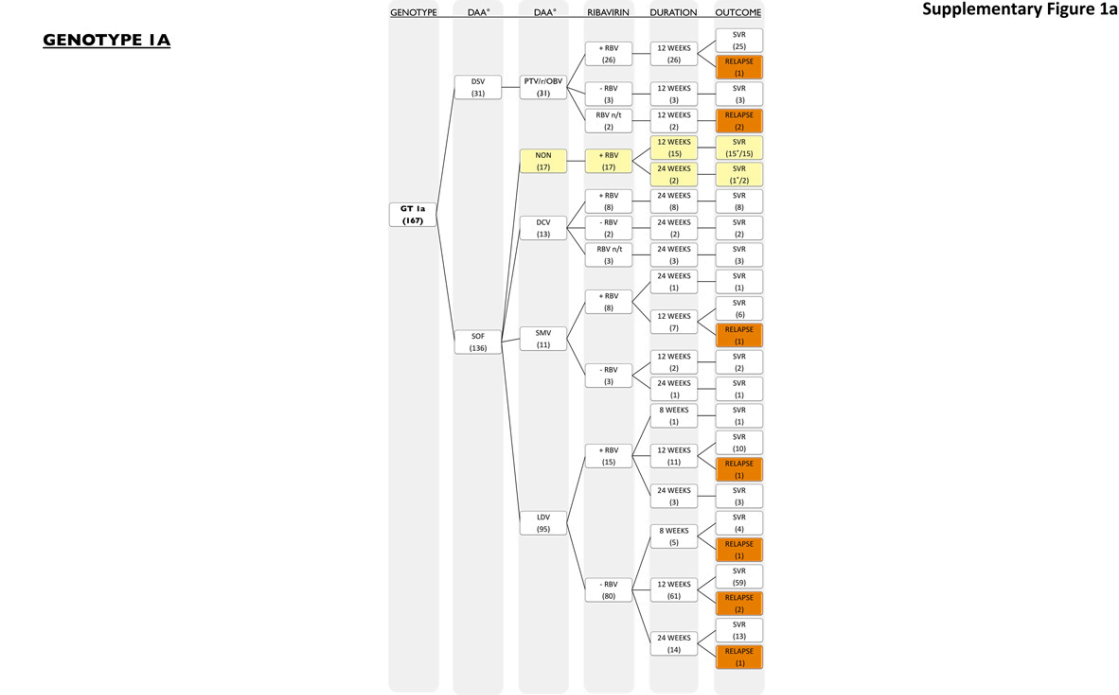 Supplementary Figure 1a
GENOTYPE 1A
GENOTYPE DAA* DAA* RIBAVIRIN DURATION OUTCOME
GT 1a
(167)
DSV
(31)
PTV/r/OBV
(31)
+ RBV
(26)
12 WEEKS
(26)
SVR
(25)
RELAPSE
(1)
- RBV
(3)
12 WEEKS
(3)
SVR
(3)
RBV n/t
(2)
12 WEEKS
(2)
RELAPSE
(2)
SOF
(136)
NON
(17)
+ RBV
(17)
12 WEEKS
(15)
SVR
(15*/15)
24 WEEKS
(2)
SVR
(1*/2)
DCV
(13)
+ RBV
(8)
24 WEEKS
(8)
SVR
(8)
- RBV
(2)
24 WEEKS
(2)
SVR
(2)
RBV n/t
(3)
24 WEEKS
(3)
SVR
(3)
SMV
(11)
+ RBV
(8)
24 WEEKS
(1)
SVR
(1)
12 WEEKS
(7)
SVR
(6)
RELAPSE
(1)
- RBV
(3)
12 WEEKS
(2)
SVR
(2)
24 WEEKS
(1)
SVR
(1)
LDV
(95)
+ RBV
(15)
8 WEEKS
(1)
SVR
(1)
12 WEEKS
(11)
SVR
(10)
RELAPSE
(1)
24 WEEKS
(3)
SVR
(3)
- RBV
(80)
8 WEEKS
(5)
SVR
(4)
RELAPSE
(1)
12 WEEKS
(61)
SVR
(59)
RELAPSE
(2)
24 WEEKS
(14)
SVR
(13)
RELAPSE
(1)